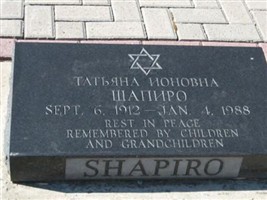 ТАТЬЯНА ИОНОВНА
ШАПИРО
SEPT. 6, 1912 — JAN. 4, 1988
REST IN PEACE
REMEMBERED BY CHILDREN
AND GRANDCHILDREN
SHAPIRO